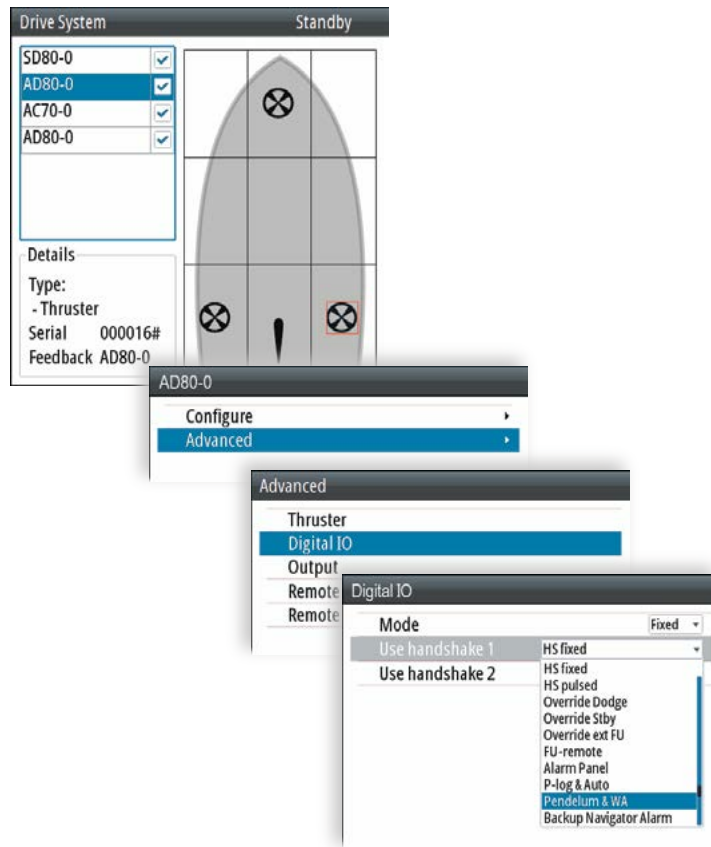 Drive System Standby
SD80-0
AD80-0
AC70-0
AD80-0
Details
Type:
- Thruster
Serial 000016#
Feedback AD80-0
AD80-0
Configure
Advanced
Advanced
Thruster
Digital IO
Output
Remote
Remote
Digital IO
Mode Fixed
Use handshake 1 HS fixed
Use handshake 2
HS fixed
HS pulsed
Override Dodge
Override Stby
Override ext FU
FU-remote
Alarm Panel
P-log & Auto
Pendelum & WA
Backup Navigator Alarm